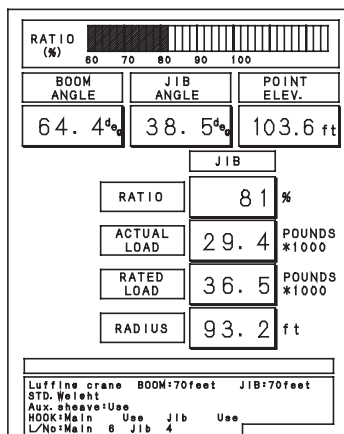 RATIO
(%)
60 70 80 90 100
BOOM ANGLE JIB ANGLE POINT ELEV.
64.4deg 38.5deg 103.6 ft
JIB
RATIO 81 %
ACTUAL LOAD 29.4 POUNDS *1000
RATED LOAD 36.5 POUNDS *1000
RADIUS 93.2 ft
Luffing crane BOOM:70feet JIB:70feet
STD. Weight
Aux. sheave:Use
HOOK:Main Use Jib Use
L/No:Main 6 Jib 4